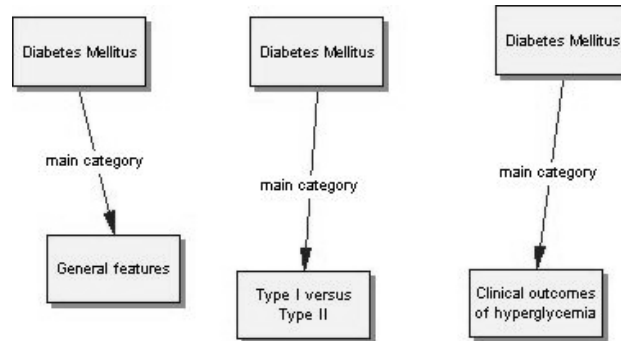 Diabetes Mellitus
main category
General features
Diabetes Mellitus
main category
Type I versus
Type II
Diabetes Mellitus
main category
Clinical outcomes
of hyperglycemia